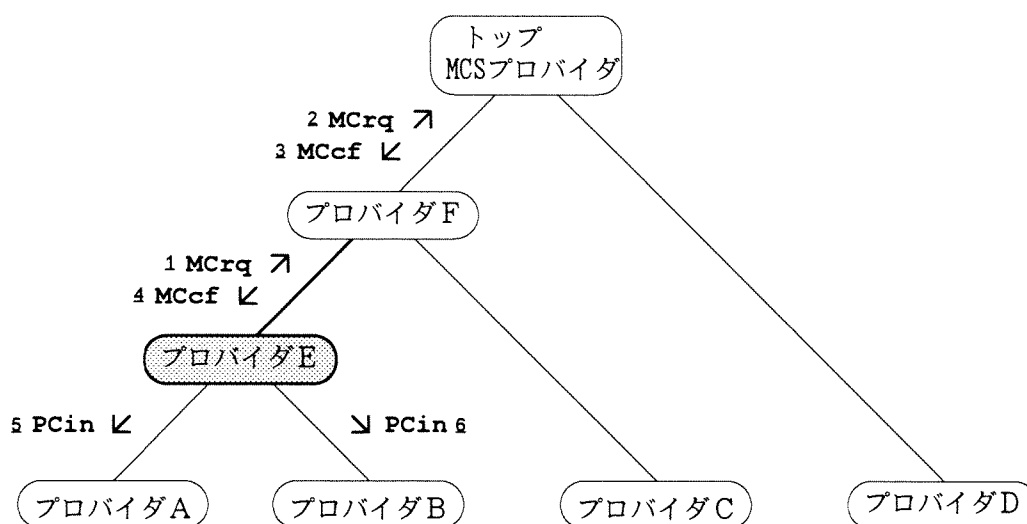 トップ
MCSプロバイダ
2 MCrq ↗
3 MCcf ↙
プロバイダF
1 MCrq ↗
4 MCcf ↙
プロバイダE
5 PCin ↙
↘ PCin 6
プロバイダA
プロバイダB
プロバイダC
プロバイダD